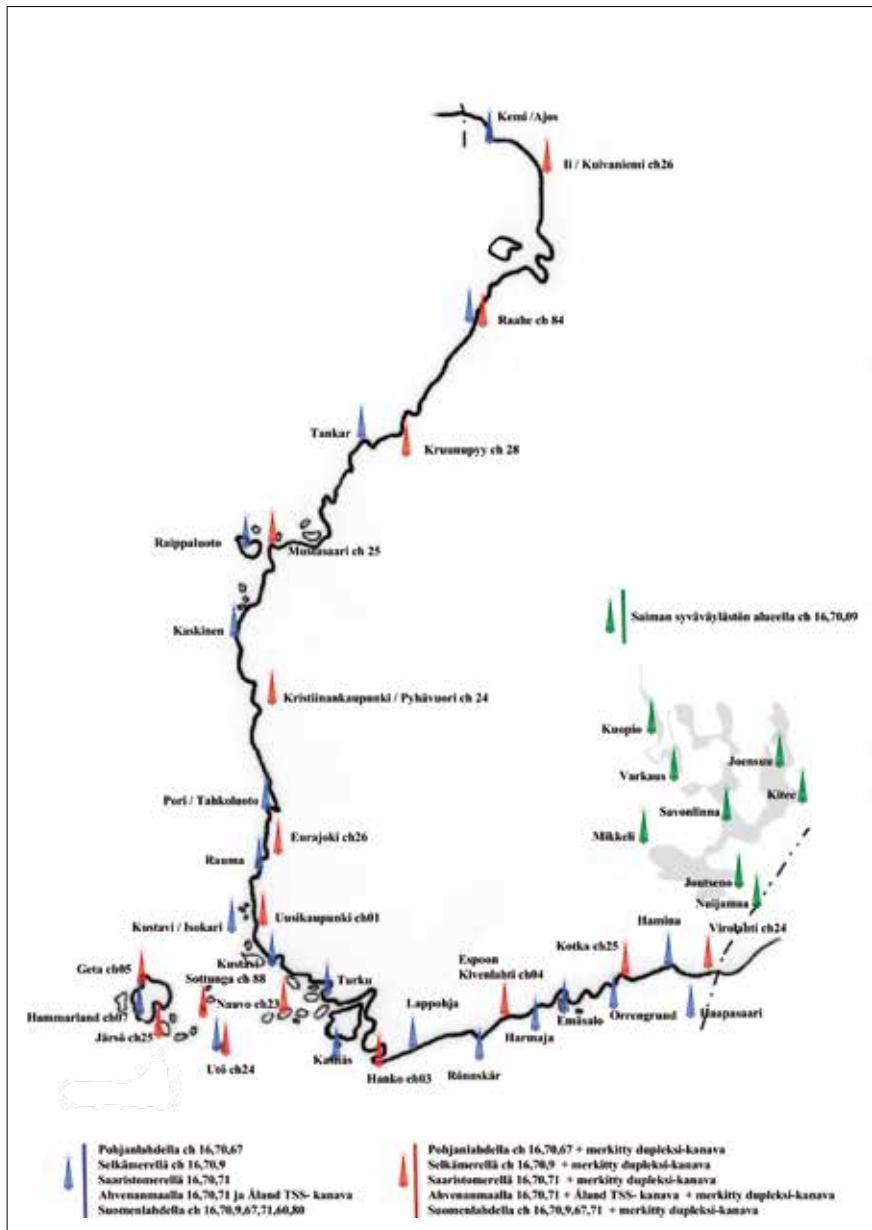 Kemi /Ajos
Ii / Kuivaniemi ch26
Raahe ch 84
Tankar
Kruunupyy ch 28
Raippaluoto
Mustasaari ch 25
Kaskinen
Saiman syväväylästön alueella ch 16,70,09
Kristiinankaupunki / Pyhävuori ch 24
Kuopio
Joensuu
Varkaus
Kitee
Pori / Tahkoluoto
Savonlinna
Eurajoki ch26
Mikkeli
Rauma
Joutseno
Nuijamaa
Uusikaupunki ch01
Kustavi / Isokari
Hamina
Virolahti ch24
Kotka ch25
Espoon
Kivenlahti ch04
Kustavi
Geta ch05
Sottunga ch 88
Turku
Nauvo ch23
Lappohja
Hammarland ch07
Emäsalo
Orrengrund
Haapasaari
Järsö ch25
Harmaja
Utö ch24
Kasnäs
Hanko ch03
Rönnskär
Pohjanlahdella ch 16,70,67
Selkämerellä ch 16,70,9
Saaristomerellä 16,70,71
Ahvenanmaalla 16,70,71 ja Åland TSS- kanava
Suomenlahdella ch 16,70,9,67,71,60,80
Pohjanlahdella ch 16,70,67 + merkitty dupleksi-kanava
Selkämerellä ch 16,70,9 + merkitty dupleksi-kanava
Saaristomerellä 16,70,71 + merkitty dupleksi-kanava
Ahvenanmaalla 16,70,71 + Åland TSS- kanava + merkitty dupleksi-kanava
Suomenlahdella ch 16,70,9,67,71 + merkitty dupleksi-kanava